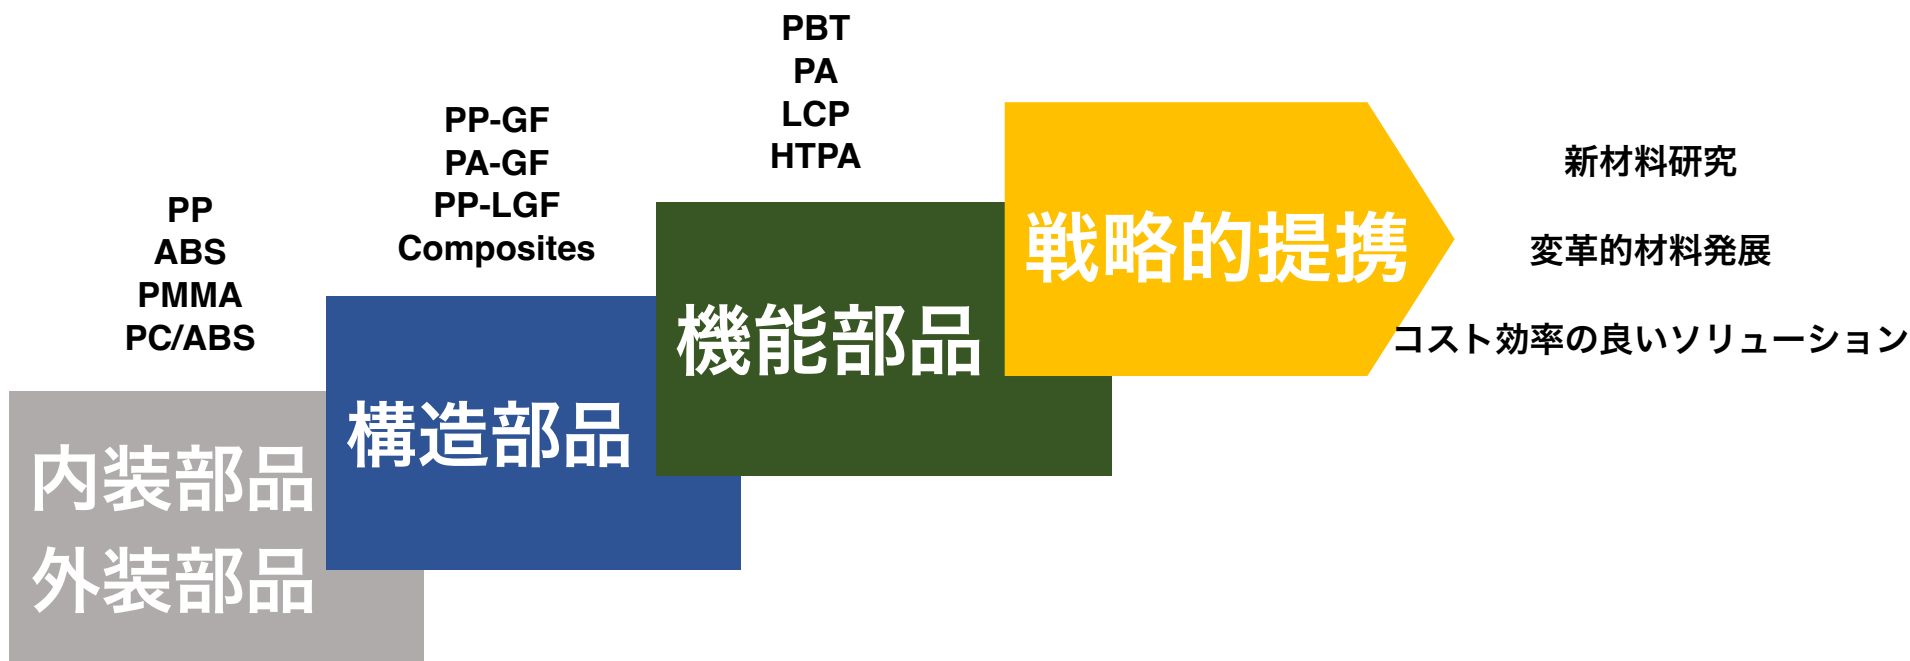 PP
ABS
PMMA
PC/ABS
内装部品
外装部品
PP-GF
PA-GF
PP-LGF
Composites
構造部品
PBT
PA
LCP
HTPA
機能部品
戦略的提携
新材料研究
変革的材料発展
コスト効率の良いソリューション